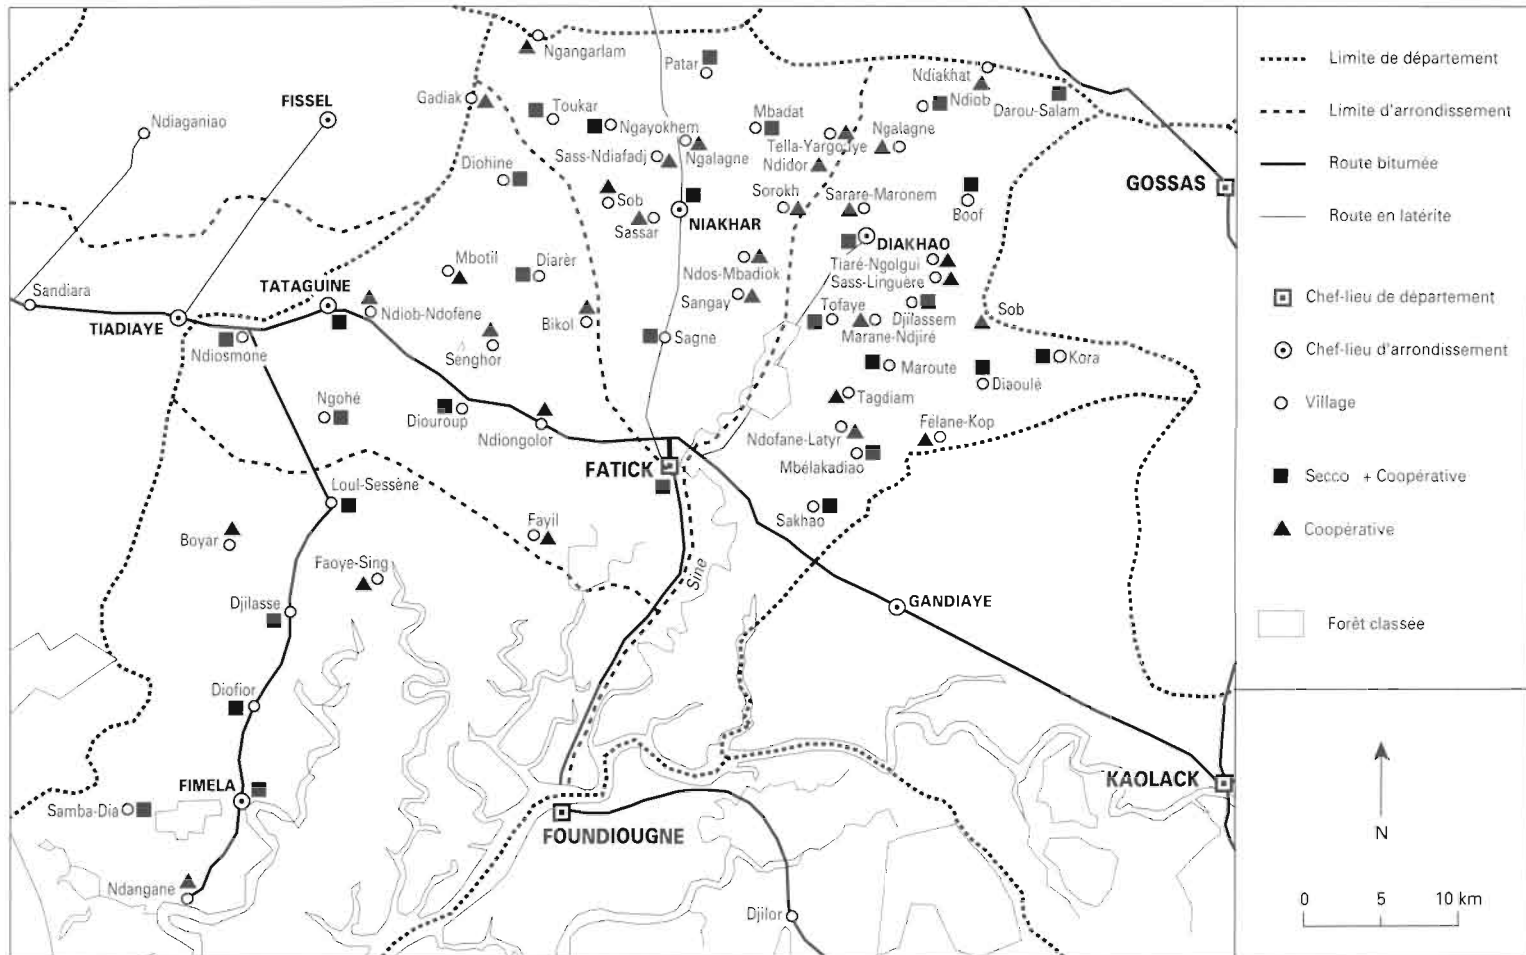 Ngangarlam
Patar
Ndiakhat
Gadiak
FISSEL
Toukar
Mbadat
Ndiob
Darou-Salam
Ndiaganiao
Ngayokhem
Ngalagne
Tella-Yargouye
Ngalagne
Sass-Ndiafadj
Diohine
Ndidor
GOSSAS
Sob
Sorokh
Sarare-Maronem
Boof
Sassar
NIAKHAR
DIAKHAO
Mbotil
Diarèr
Ndos-Mbadiok
Tiaré-Ngolgui
Sass-Linguère
Sandiara
TATAGUINE
Sangay
Tofaye
Djilassem
Sob
TIADIAYE
Ndiob-Ndofène
Bikol
Marane-Ndjiré
Ndiosmone
Senghor
Sagne
Maroute
Kora
Diaoulè
Ngohé
Diouroup
Tagdiam
Ndiongolor
Félane-Kop
Ndofane-Latyr
FATICK
Mbélakadiao
Loul-Sessène
Sakhao
Boyar
Fayil
Faoye-Sing
Sine
Djilasse
GANDIAYE
Diofior
FIMELA
KAOLACK
Samba-Dia
FOUNDIOUGNE
Ndangane
Djilor
Limite de département
Limite d'arrondissement
Route bitumée
Route en latérite
Chef-lieu de département
Chef-lieu d'arrondissement
Village
Secco + Coopérative
Coopérative
Forêt classée
N
0 5 10 km